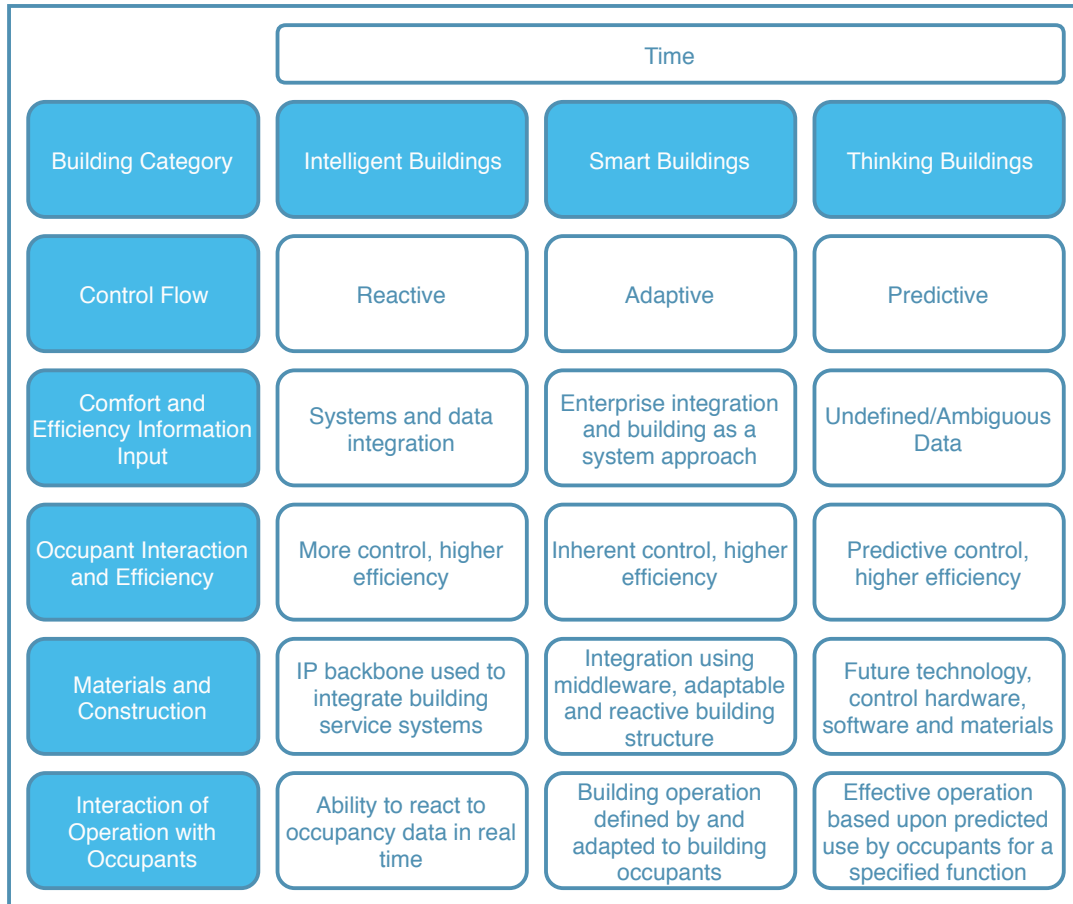 Time
Building Category
Intelligent Buildings
Smart Buildings
Thinking Buildings
Control Flow
Reactive
Adaptive
Predictive
Comfort and
Efficiency Information
Input
Systems and data
integration
Enterprise integration
and building as a
system approach
Undefined/Ambiguous
Data
Occupant Interaction
and Efficiency
More control, higher
efficiency
Inherent control, higher
efficiency
Predictive control,
higher efficiency
Materials and
Construction
IP backbone used to
integrate building
service systems
Integration using
middleware, adaptable
and reactive building
structure
Future technology,
control hardware,
software and materials
Interaction of
Operation with
Occupants
Ability to react to
occupancy data in real
time
Building operation
defined by and
adapted to building
occupants
Effective operation
based upon predicted
use by occupants for a
specified function